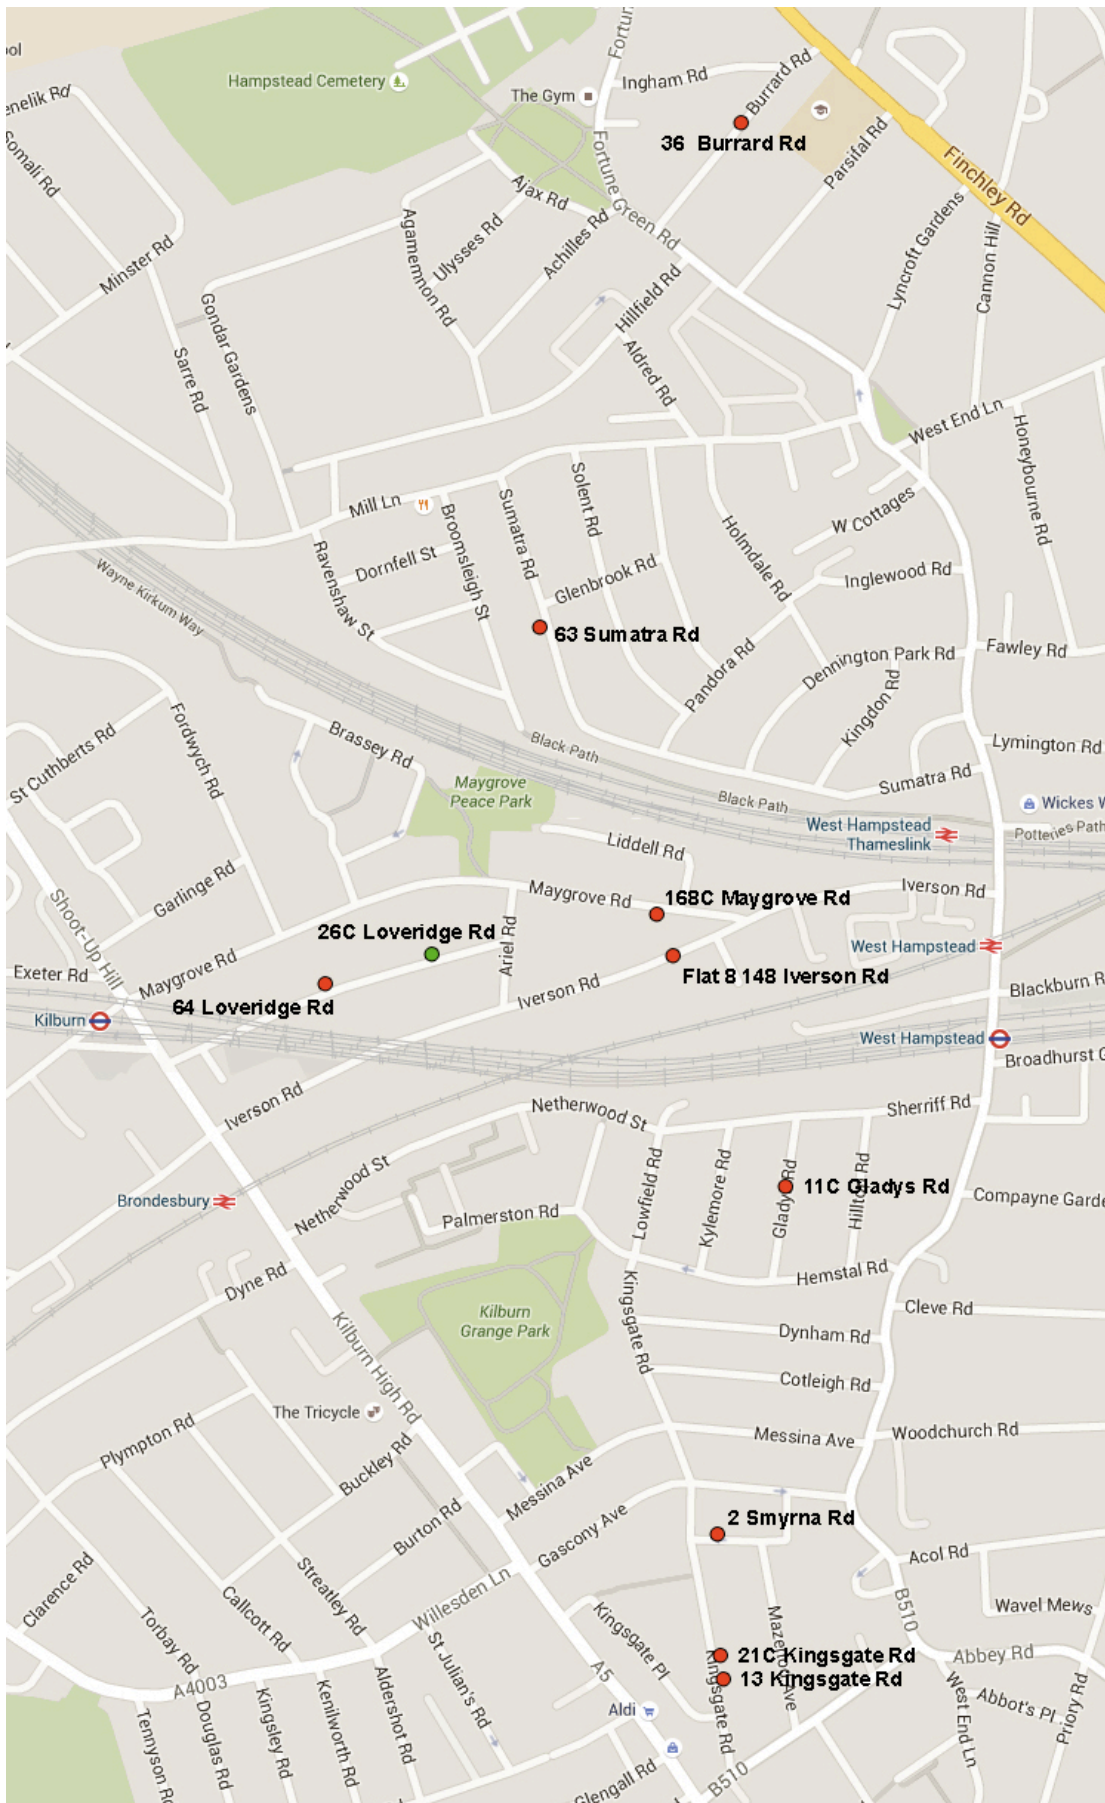 ool
Hampstead Cemetery
The Gym
Fortun
Ingham Rd
Burrard Rd
36 Burrard Rd
enelik Rd
Somali Rd
Parsifal Rd
Finchley Rd
Ajax Rd
Fortune Green Rd
Lyncroft Gardens
Cannon Hill
Minster Rd
Agamemnon Rd
Ulysses Rd
Achilles Rd
Hillfield Rd
Gondar Gardens
Sarre Rd
Aldred Rd
West End Ln
Honeybourne Rd
Mill Ln
Solent Rd
Sumatra Rd
Broomsleigh St
W Cottages
Holmdale Rd
Ravenshaw St
Dornfell St
Glenbrook Rd
Inglewood Rd
Wayne Kirkum Way
63 Sumatra Rd
Pandora Rd
Dennington Park Rd
Fawley Rd
Kingdon Rd
Fordwych Rd
St Cuthberts Rd
Brassey Rd
Black Path
Lymington Rd
Sumatra Rd
Maygrove
Peace Park
Black Path
Wickes W
West Hampstead
Thameslink
Potteries Path
Liddell Rd
Garlinge Rd
Shoot-Up Hill
Maygrove Rd
168C Maygrove Rd
Iverson Rd
26C Loveridge Rd
Ariel Rd
West Hampstead
Exeter Rd
Maygrove Rd
64 Loveridge Rd
Iverson Rd
Flat 8 148 Iverson Rd
Blackburn R
Kilburn
West Hampstead
Broadhurst G
Iverson Rd
Netherwood St
Sherriff Rd
Netherwood St
Lowfield Rd
Kylemore Rd
Gladys Rd
11C Gladys Rd
Hilltop Rd
Brondesbury
Compayne Garde
Palmerston Rd
Dyne Rd
Hemstal Rd
Kingsgate Rd
Cleve Rd
Kilburn
Grange Park
Dynham Rd
Kilburn High Rd
Cotleigh Rd
The Tricycle
Plympton Rd
Buckley Rd
Messina Ave
Woodchurch Rd
Messina Ave
Burton Rd
Gascony Ave
2 Smyrna Rd
Acol Rd
Clarence Rd
Streatley Rd
Willesden Ln
B510
Wavel Mews
Callcott Rd
Torbay Rd
Kingsgate Pl
21C Kingsgate Rd
Abbey Rd
13 Kingsgate Rd
Kingsgate Rd
St Julian's Rd
A4003
A5
Aldershot Rd
Kenilworth Rd
Kingsley Rd
Douglas Rd
Tennyson Rd
Aldi
West End Ln
Abbot's Pl
Priory Rd
Glengall Rd
B510